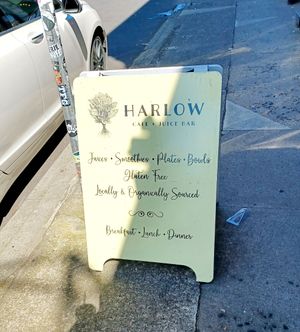 HARLOW
CAFE • JUICE BAR
Juices • Smoothies • Plates • Bowls
Gluten Free
Locally & Organically Sourced
Breakfast • Lunch • Dinner